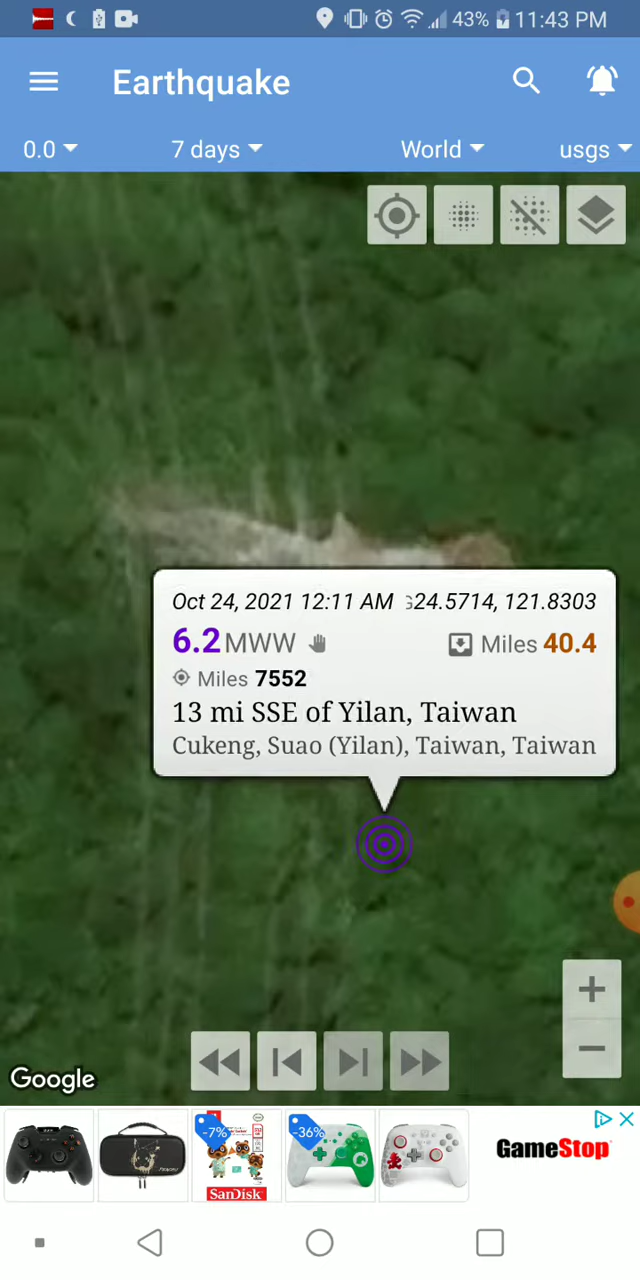 43% 11:43 PM
Earthquake
0.0 7 days World usgs
Oct 24, 2021 12:11 AM 24.5714, 121.8303
6.2 MWW Miles 40.4
Miles 7552
13 mi SSE of Yilan, Taiwan
Cukeng, Suao (Yilan), Taiwan, Taiwan
Google
-7% -36%
GameStop
SanDisk